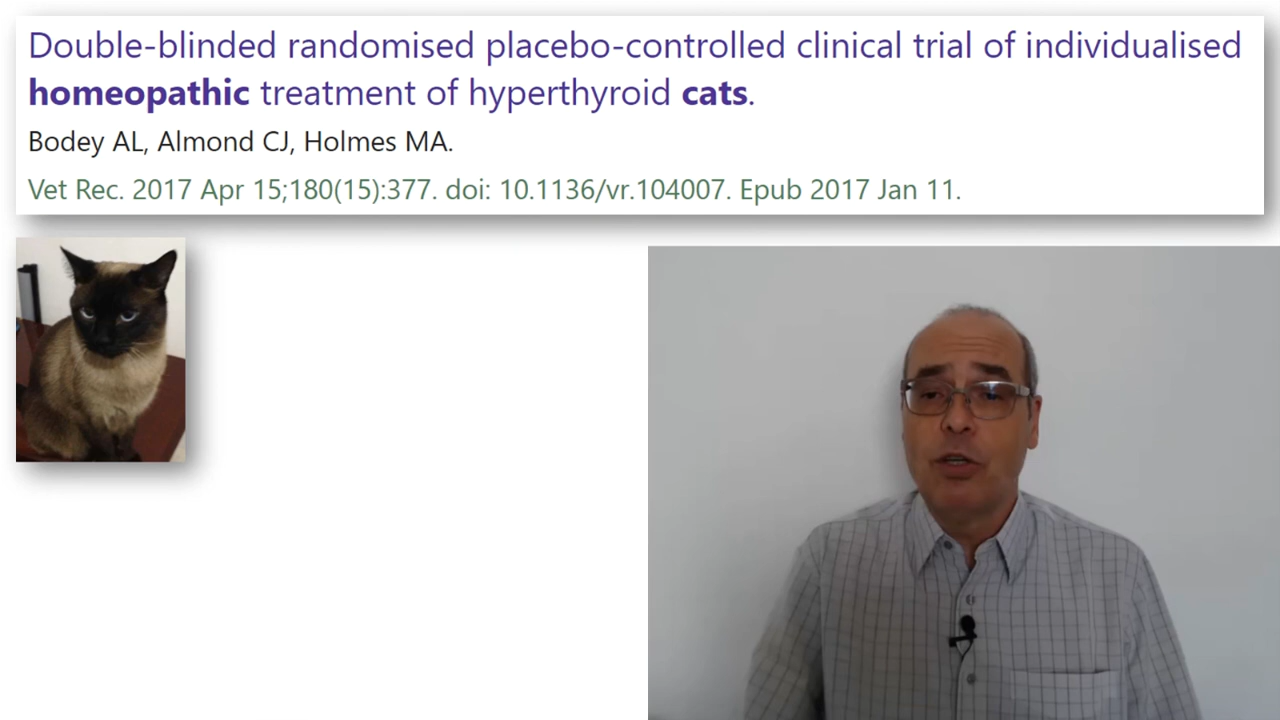 Double-blinded randomised placebo-controlled clinical trial of individualised
homeopathic treatment of hyperthyroid cats.
Bodey AL, Almond CJ, Holmes MA.
Vet Rec. 2017 Apr 15;180(15):377. doi: 10.1136/vr.104007. Epub 2017 Jan 11.